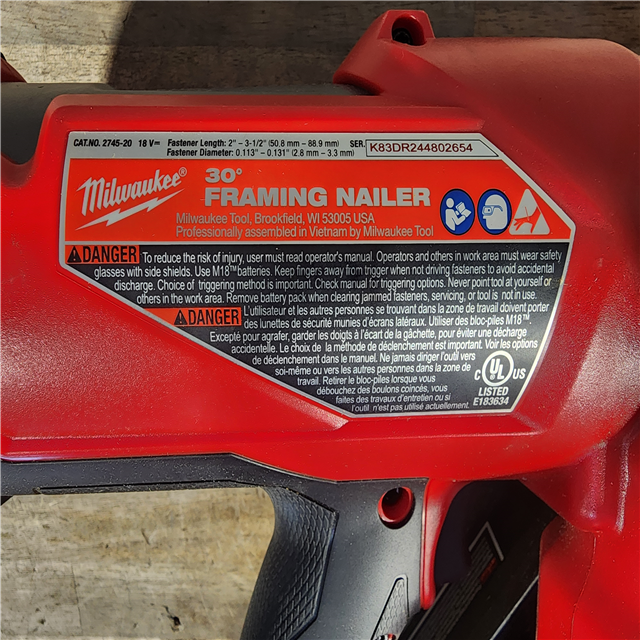 CAT.NO. 2745-20 18 V⎓ Fastener Length: 2" – 3-1/2" (50.8 mm – 88.9 mm) SER.
Fastener Diameter: 0.113" – 0.131" (2.8 mm – 3.3 mm)
K83DR244802654
Milwaukee®
30°
FRAMING NAILER
Milwaukee Tool, Brookfield, WI 53005 USA
Professionally assembled in Vietnam by Milwaukee Tool
DANGER To reduce the risk of injury, user must read operator's manual. Operators and others in work area must wear safety
glasses with side shields. Use M18™ batteries. Keep fingers away from trigger when not driving fasteners to avoid accidental
discharge. Choice of triggering method is important. Check manual for triggering options. Never point tool at yourself or
others in the work area. Remove battery pack when clearing jammed fasteners, servicing, or tool is not in use.
DANGER L'utilisateur et les autres personnes se trouvant dans la zone de travail doivent porter
des lunettes de sécurité munies d'écrans latéraux. Utiliser des bloc-piles M18™.
Excepté pour agrafer, garder les doigts à l'écart de la gâchette, pour éviter une décharge
accidentelle. Le choix de la méthode de déclenchement est important. Voir les options
de déclenchement dans le manuel. Ne jamais diriger l'outil vers
soi-même ou vers les autres personnes dans la zone de
travail. Retirer le bloc-piles lorsque vous
débouchez des boulons coincés, vous
faites des travaux d'entretien ou si
l'outil n'est pas utilisé actuellement.
C UL US
LISTED
E183634